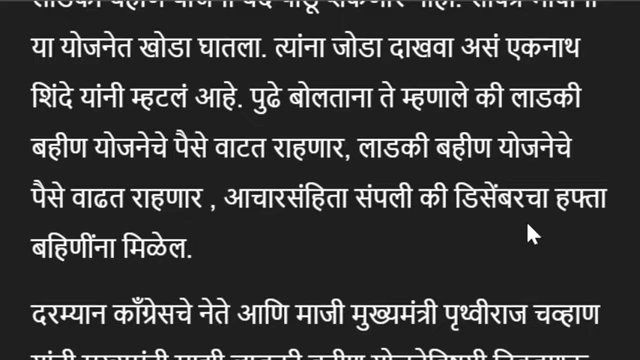 या योजनेत खोडा घातला. त्यांना जोडा दाखवा असं एकनाथ
शिंदे यांनी म्हटलं आहे. पुढे बोलताना ते म्हणाले की लाडकी
बहीण योजनेचे पैसे वाटत राहणार, लाडकी बहीण योजनेचे
पैसे वाढत राहणार , आचारसंहिता संपली की डिसेंबरचा हफ्ता
बहिणींना मिळेल.
दरम्यान काँग्रेसचे नेते आणि माजी मुख्यमंत्री पृथ्वीराज चव्हाण